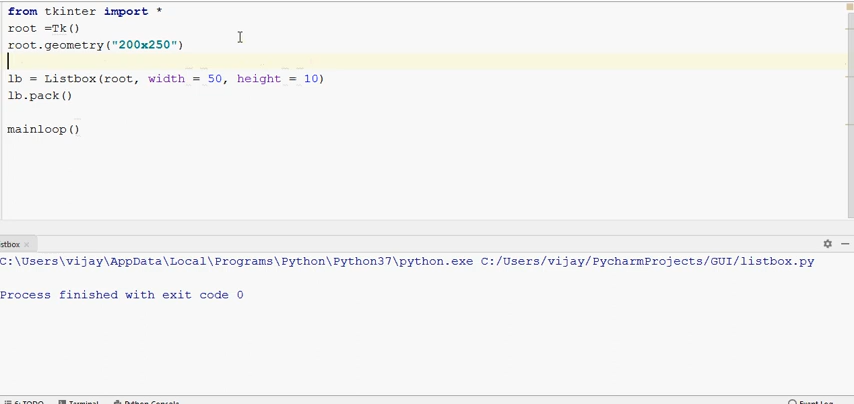 from tkinter import *
root =Tk()
root.geometry("200x250")
lb = Listbox(root, width = 50, height = 10)
lb.pack()
mainloop()
stbox ×
C:\Users\vijay\AppData\Local\Programs\Python\Python37\python.exe C:/Users/vijay/PycharmProjects/GUI/listbox.py
Process finished with exit code 0
6: TODO Terminal Python Console Event Log